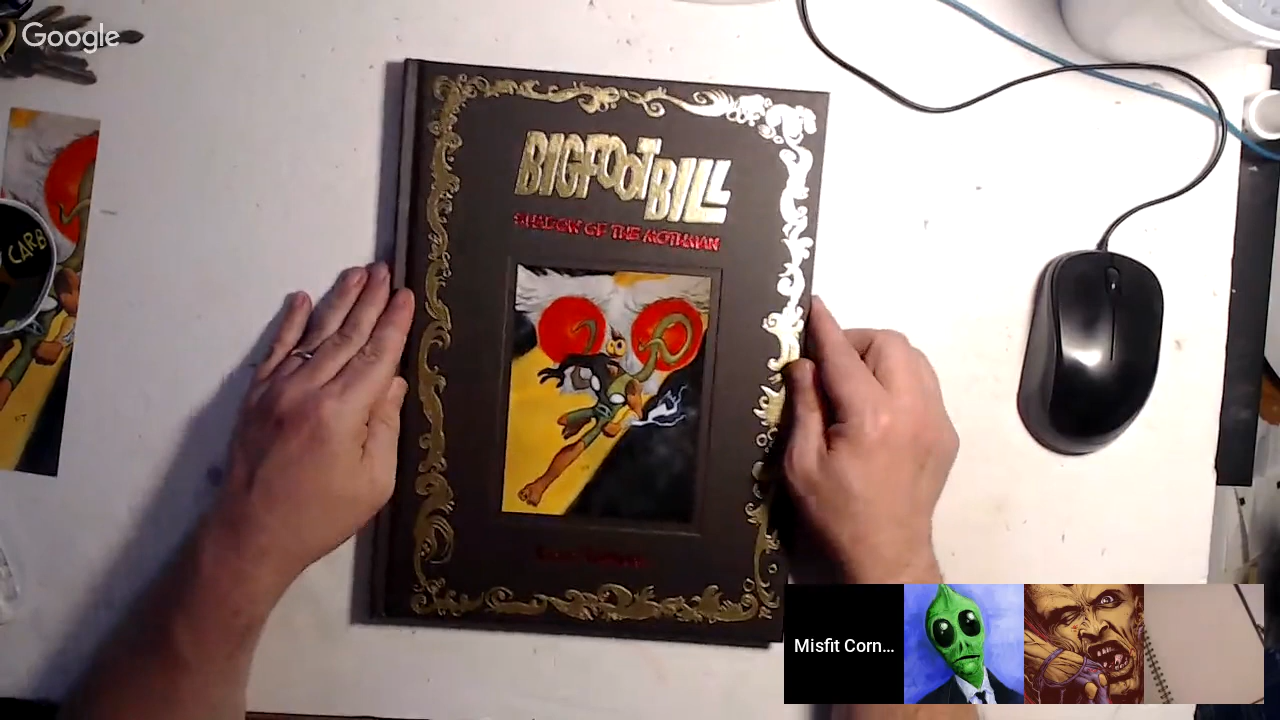 Google
BIGFOOT BILL
SHADOW OF THE MOTHMAN
CARB
Misfit Corn...